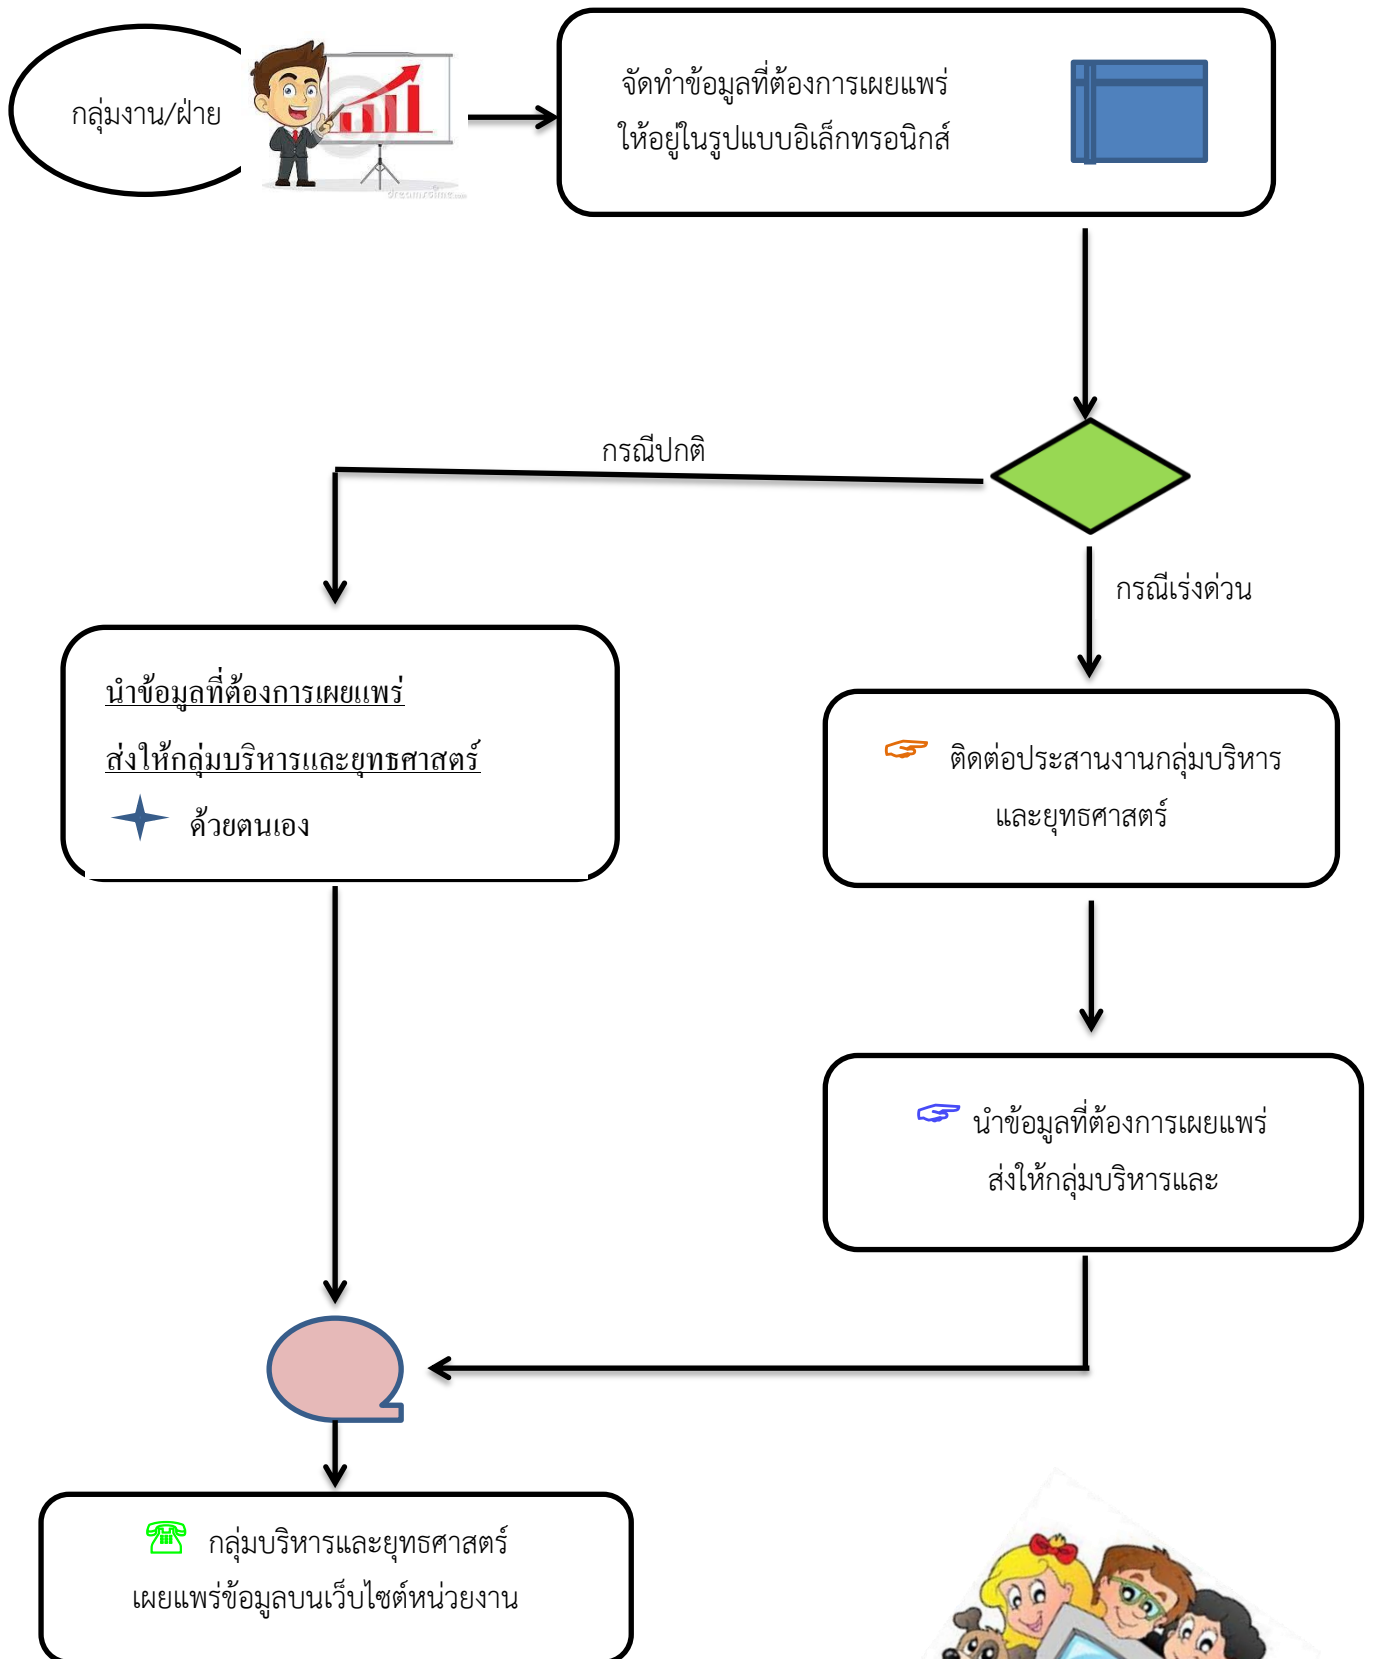 กลุ่มงาน/ฝ่าย
จัดทำข้อมูลที่ต้องการเผยแพร่
ให้อยู่ในรูปแบบอิเล็กทรอนิกส์
กรณีปกติ
กรณีเร่งด่วน
นำข้อมูลที่ต้องการเผยแพร่
ส่งให้กลุ่มบริหารและยุทธศาสตร์
ด้วยตนเอง
ติดต่อประสานงานกลุ่มบริหาร
และยุทธศาสตร์
นำข้อมูลที่ต้องการเผยแพร่
ส่งให้กลุ่มบริหารและ
กลุ่มบริหารและยุทธศาสตร์
เผยแพร่ข้อมูลบนเว็บไซต์หน่วยงาน